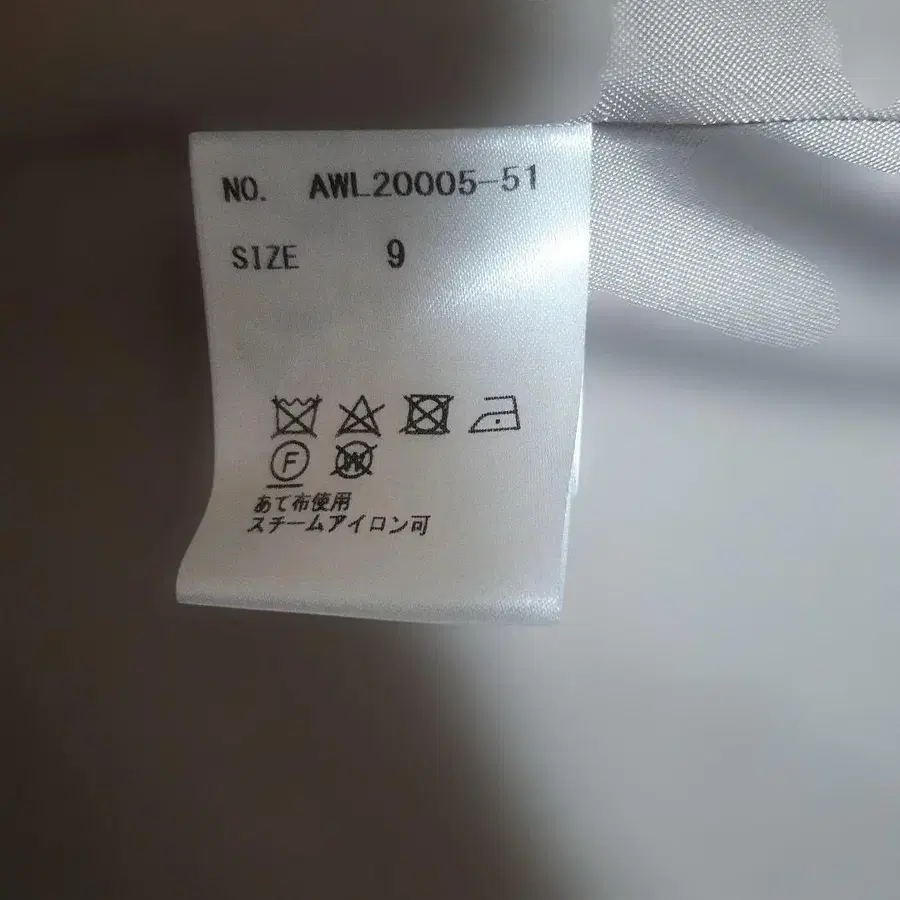 NO. AWL20005-51
SIZE 9
F W
あて布使用
スチームアイロン可